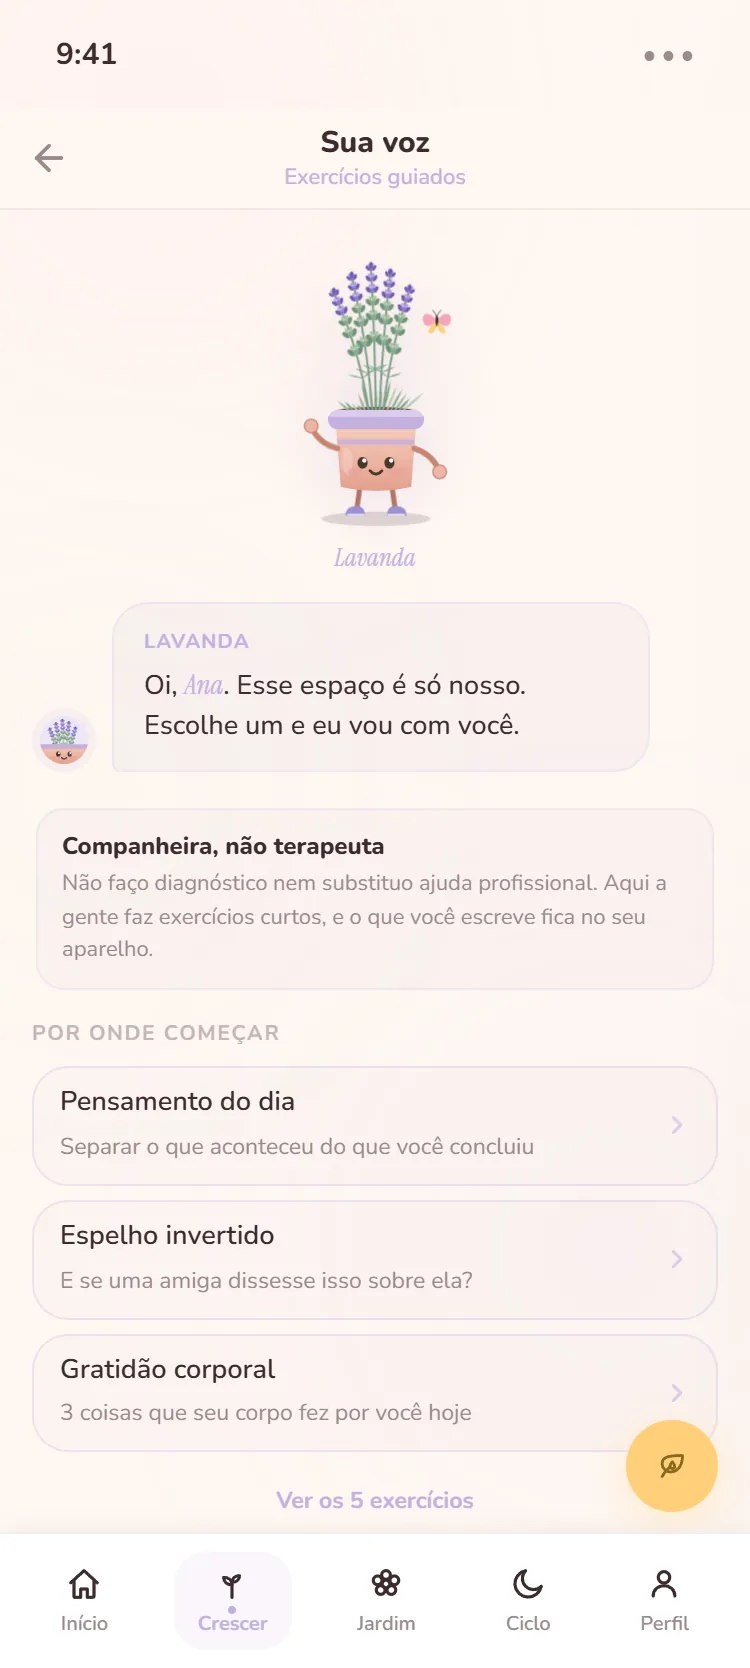 9:41
Sua voz
Exercícios guiados
Lavanda
LAVANDA
Oi, Ana. Esse espaço é só nosso.
Escolhe um e eu vou com você.
Companheira, não terapeuta
Não faço diagnóstico nem substituo ajuda profissional. Aqui a
gente faz exercícios curtos, e o que você escreve fica no seu
aparelho.
POR ONDE COMEÇAR
Pensamento do dia
Separar o que aconteceu do que você concluiu
Espelho invertido
E se uma amiga dissesse isso sobre ela?
Gratidão corporal
3 coisas que seu corpo fez por você hoje
Ver os 5 exercícios
Início
Crescer
Jardim
Ciclo
Perfil